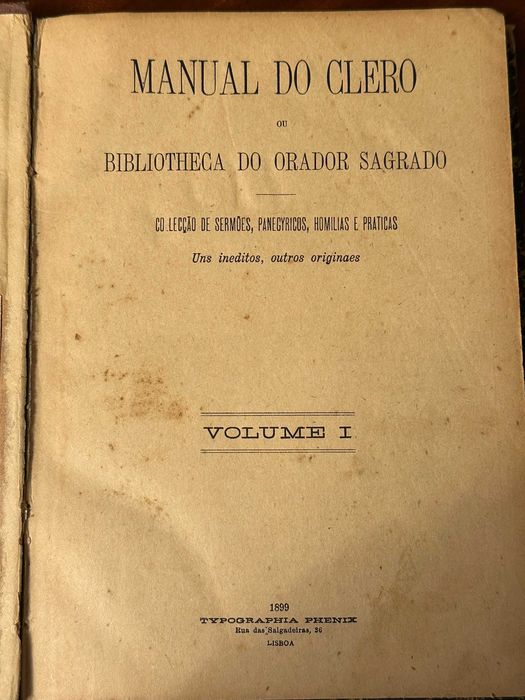 MANUAL DO CLERO
OU
BIBLIOTHECA DO ORADOR SAGRADO
COLLECÇÃO DE SERMÕES, PANEGYRICOS, HOMILIAS E PRATICAS
Uns ineditos, outros originaes
VOLUME I
1899
TYPOGRAPHIA PHENIX
Rua das Salgadeiras, 36
LISBOA